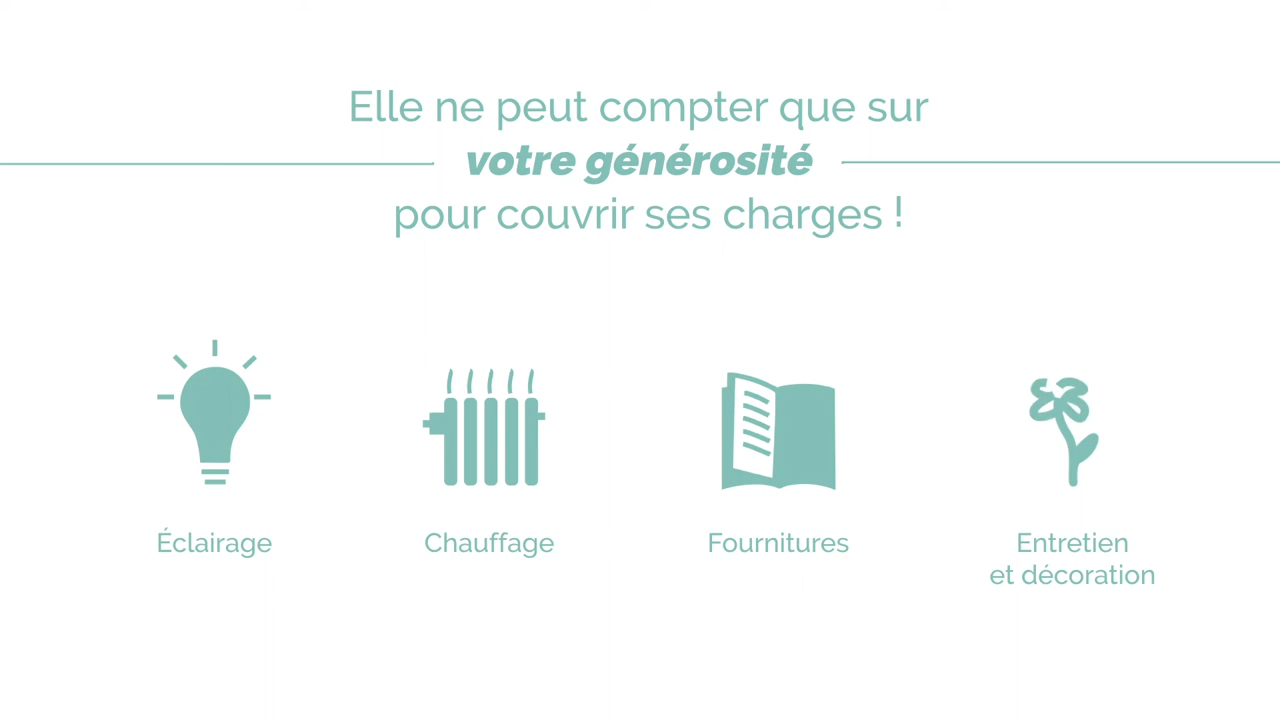 Elle ne peut compter que sur
votre générosité
pour couvrir ses charges !
Éclairage
Chauffage
Fournitures
Entretien
et décoration